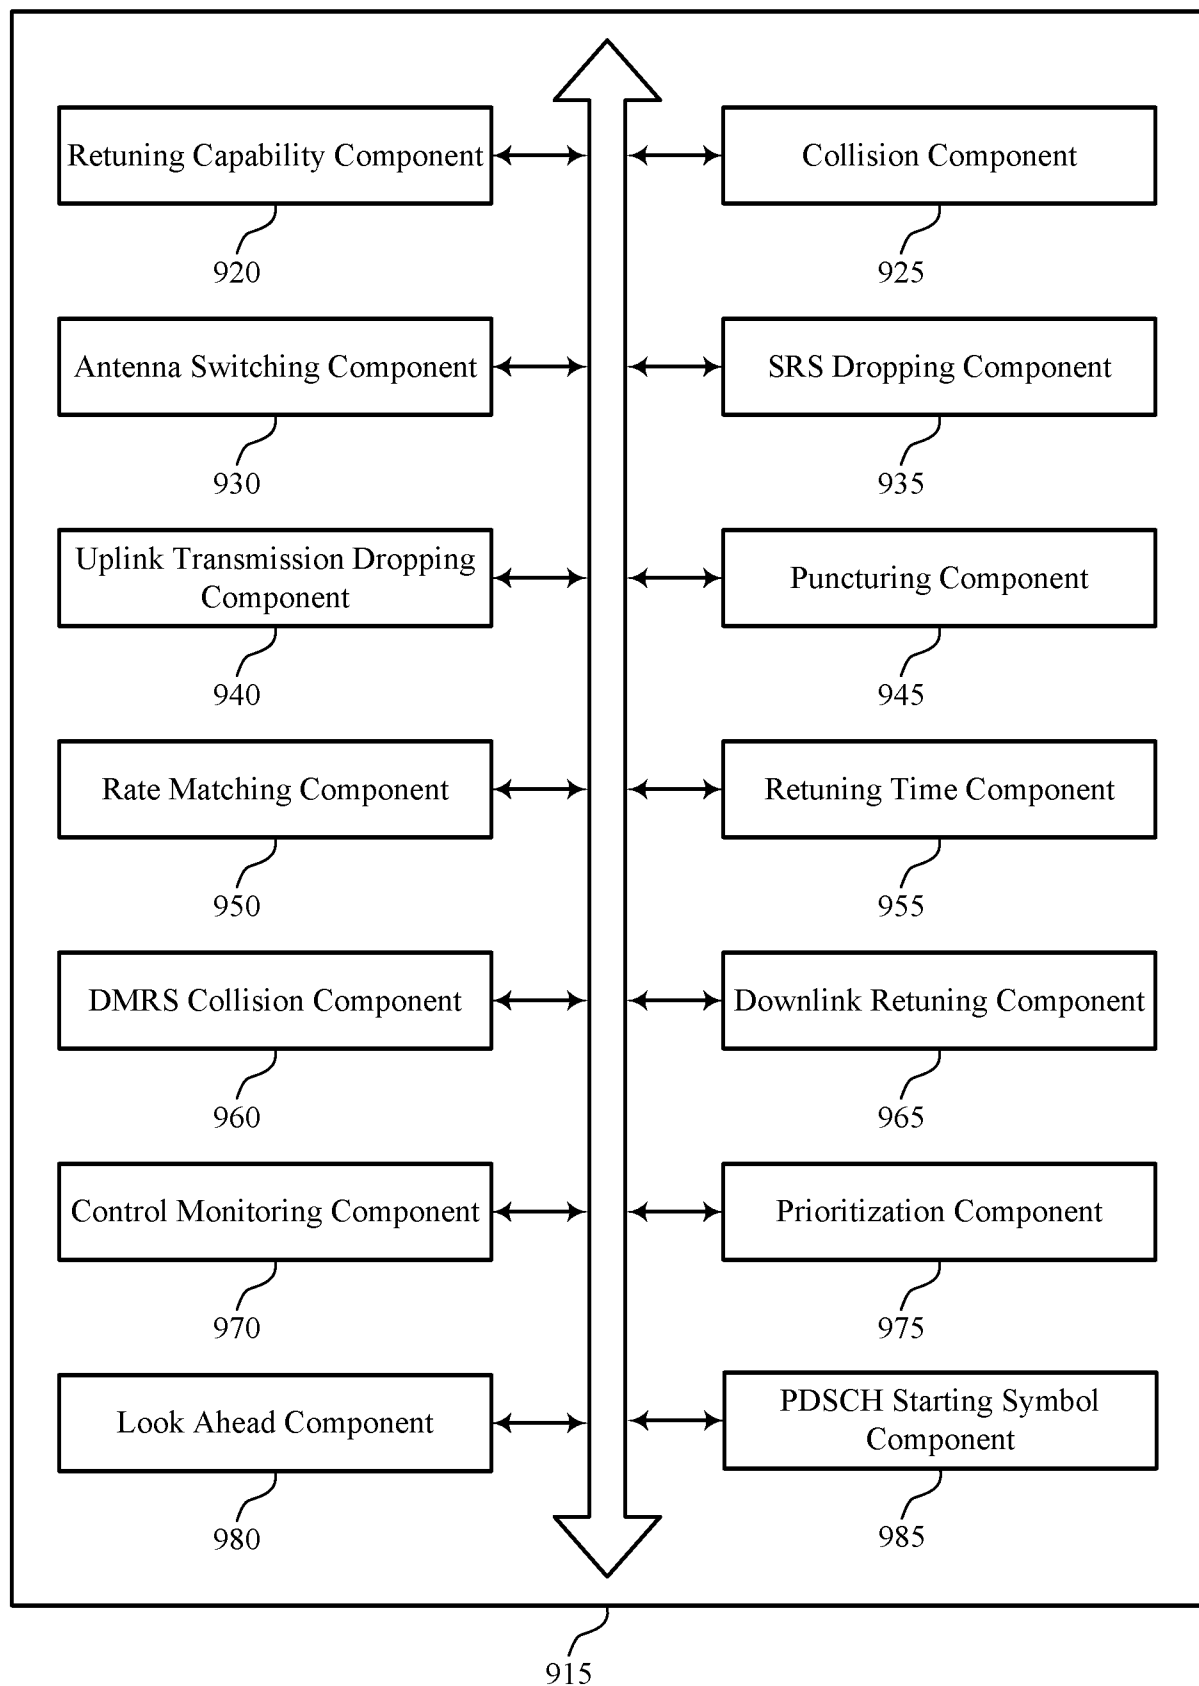 Retuning Capability Component
Collision Component
920
925
Antenna Switching Component
SRS Dropping Component
930
935
Uplink Transmission Dropping
Component
Puncturing Component
940
945
Rate Matching Component
Retuning Time Component
950
955
DMRS Collision Component
Downlink Retuning Component
960
965
Control Monitoring Component
Prioritization Component
970
975
Look Ahead Component
PDSCH Starting Symbol
Component
980
985
915